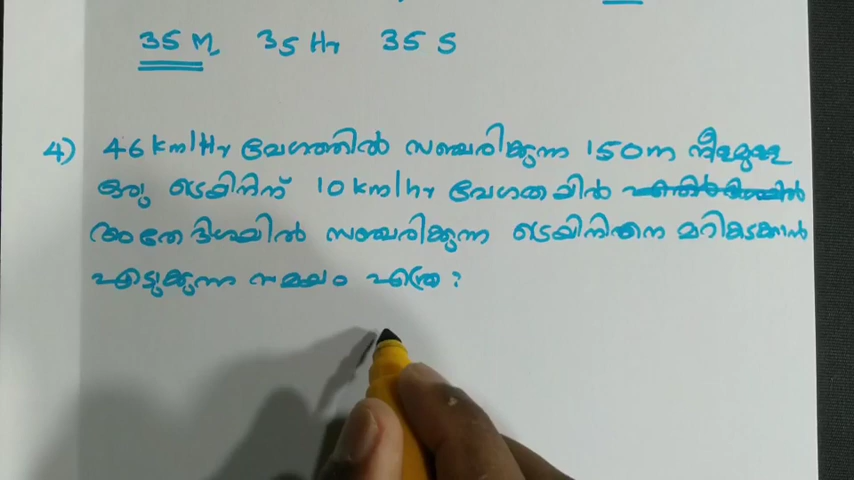 35 M 35 Hr 35 S
4) 46 km/Hr വേഗത്തിൽ സഞ്ചരിക്കുന്ന 150 m നീളമുള്ള
ഒരു ട്രെയിനിന് 10 km/hr വേഗതയിൽ
അതേ ദിശയിൽ സഞ്ചരിക്കുന്ന ട്രെയിനിനെ മറികടക്കാൻ
എടുക്കുന്ന സമയം എത്ര?